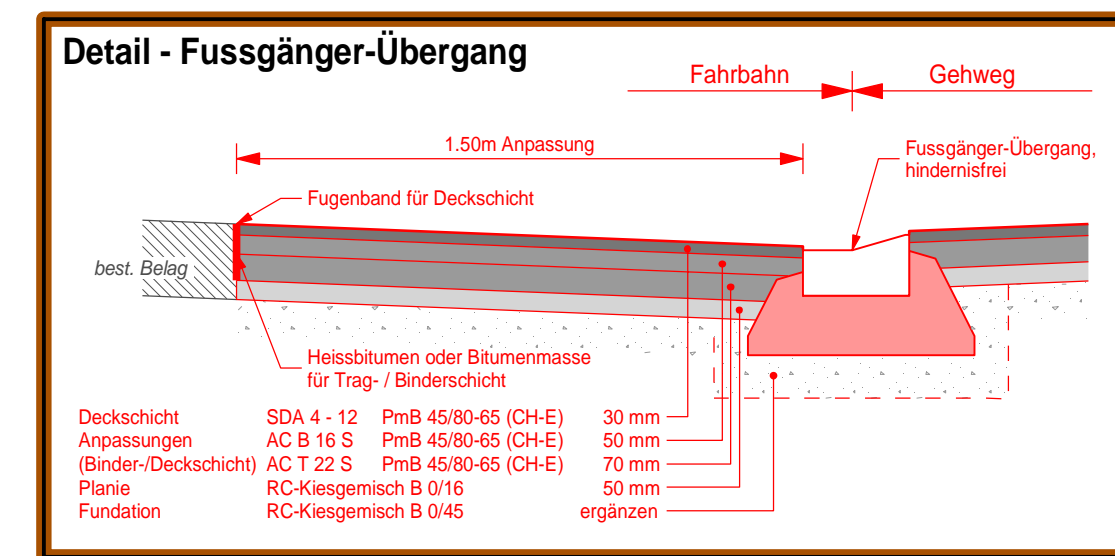 Detail - Fussgänger-Übergang
Fahrbahn Gehweg
1.50m Anpassung
Fussgänger-Übergang,
hindernisfrei
Fugenband für Deckschicht
best. Belag
Heissbitumen oder Bitumenmasse
für Trag- / Binderschicht
Deckschicht SDA 4 - 12 PmB 45/80-65 (CH-E) 30 mm
Anpassungen AC B 16 S PmB 45/80-65 (CH-E) 50 mm
(Binder-/Deckschicht) AC T 22 S PmB 45/80-65 (CH-E) 70 mm
Planie RC-Kiesgemisch B 0/16 50 mm
Fundation RC-Kiesgemisch B 0/45 ergänzen